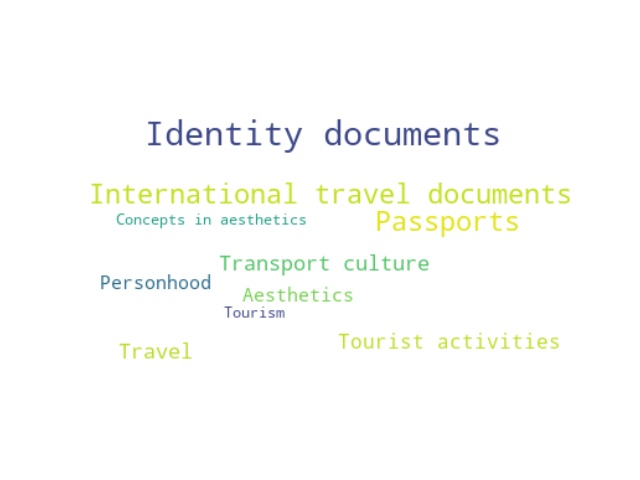 Identity documents
International travel documents
Concepts in aesthetics
Passports
Transport culture
Personhood
Aesthetics
Tourism
Tourist activities
Travel